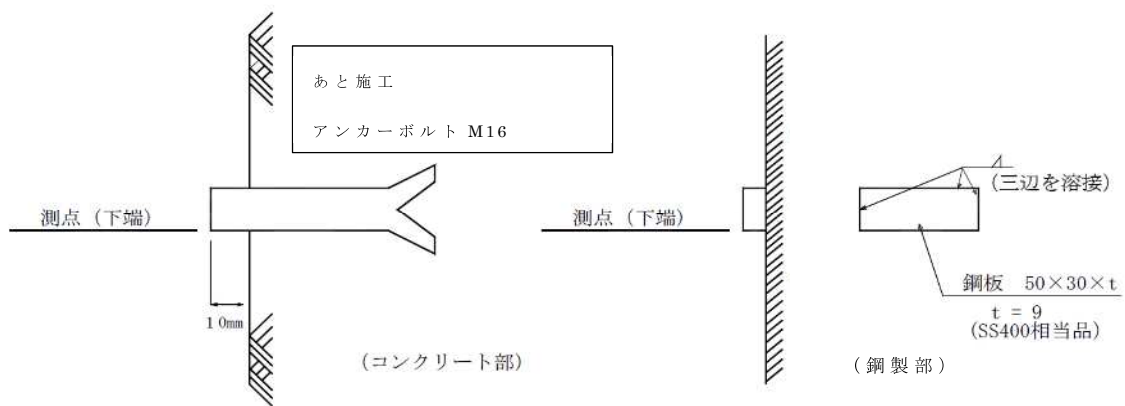 あと施工
アンカーボルト M16
測点（下端）
10mm
（コンクリート部）
測点（下端）
（三辺を溶接）
鋼板 50×30×t
t = 9
(SS400相当品)
（鋼製部）